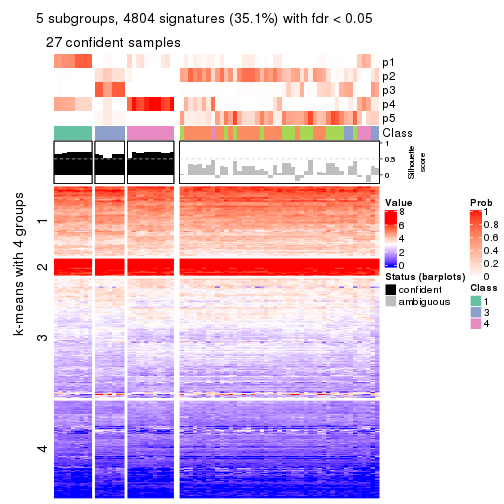 5 subgroups, 4804 signatures (35.1%) with fdr < 0.05
27 confident samples
p1
p2
p3
p4
p5
Class
1
0.5
0
Silhouette
score
k-means with 4 groups
1
2
3
4
Value
8
6
4
2
0
Status (barplots)
confident
ambiguous
Prob
1
0.8
0.6
0.4
0.2
0
Class
1
3
4